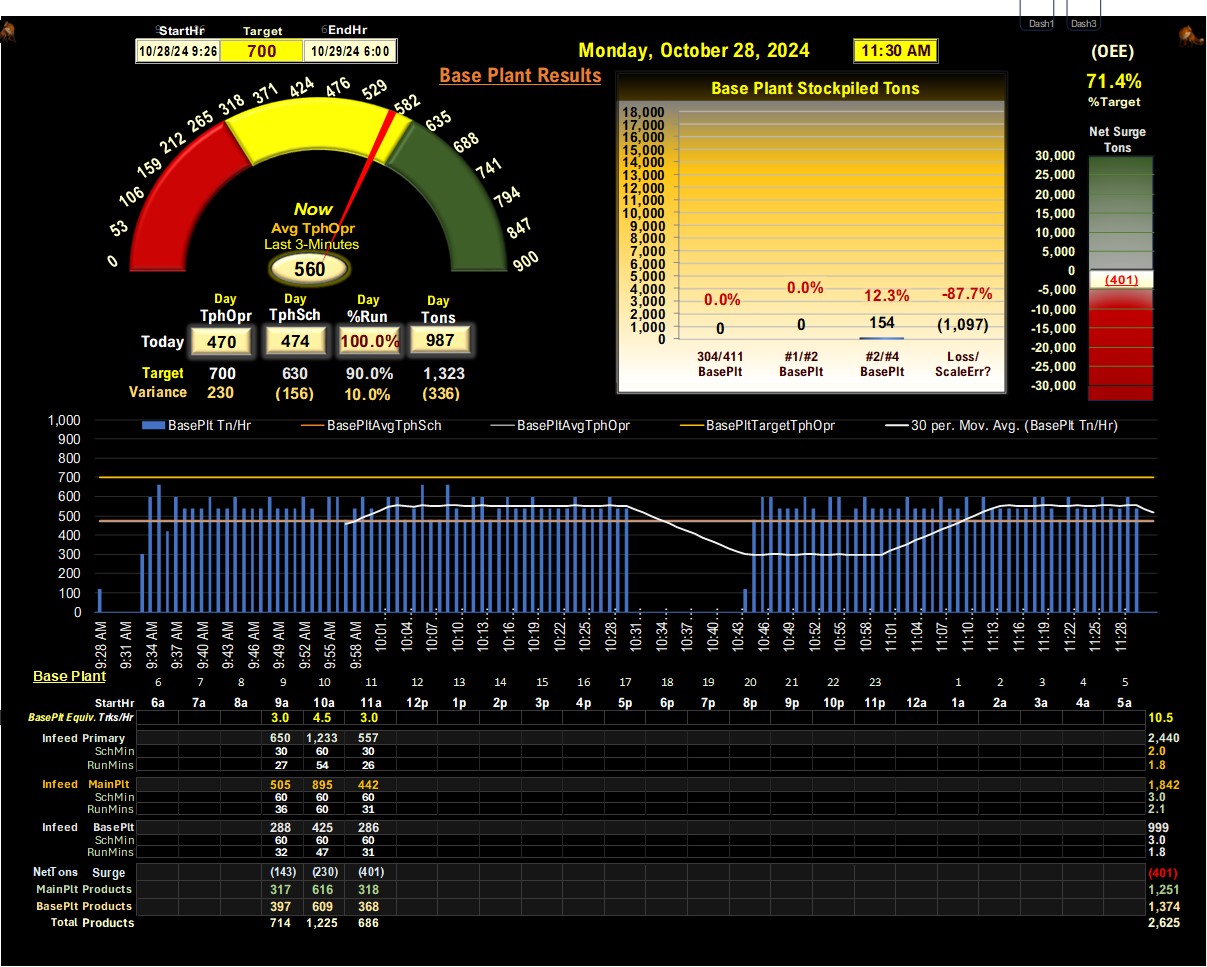 Dash1 Dash3
StartHr Target EndHr
10/28/24 9:26 700 10/29/24 6:00
Monday, October 28, 2024 11:30 AM
(OEE)
71.4%
%Target
Base Plant Results
0 53 106 159 212 265 318 371 424 476 529 582 635 688 741 794 847 900
Now
Avg TphOpr
Last 3-Minutes
560
Day TphOpr Day TphSch Day %Run Day Tons
Today 470 474 100.0% 987
Target 700 630 90.0% 1,323
Variance 230 (156) 10.0% (336)
Base Plant Stockpiled Tons
18,000
17,000
16,000
15,000
14,000
13,000
12,000
11,000
10,000
9,000
8,000
7,000
6,000
5,000
4,000
3,000
2,000
1,000
0
0.0% 0.0% 12.3% -87.7%
0 0 154 (1,097)
304/411 #1/#2 #2/#4 Loss/
BasePlt BasePlt BasePlt ScaleErr?
Net Surge
Tons
30,000
25,000
20,000
15,000
10,000
5,000
0
(401)
-5,000
-10,000
-15,000
-20,000
-25,000
-30,000
BasePlt Tn/Hr BasePltAvgTphSch BasePltAvgTphOpr BasePltTargetTphOpr 30 per. Mov. Avg. (BasePlt Tn/Hr)
1,000
900
800
700
600
500
400
300
200
100
0
9:28 AM 9:31 AM 9:34 AM 9:37 AM 9:40 AM 9:43 AM 9:46 AM 9:49 AM 9:52 AM 9:55 AM 9:58 AM 10:01… 10:04… 10:07… 10:10… 10:13… 10:16… 10:19… 10:22… 10:25… 10:28… 10:31… 10:34… 10:37… 10:40… 10:43… 10:46… 10:49… 10:52… 10:55… 10:58… 11:01… 11:04… 11:07… 11:10… 11:13… 11:16… 11:19… 11:22… 11:25… 11:28…
Base Plant
6 7 8 9 10 11 12 13 14 15 16 17 18 19 20 21 22 23 1 2 3 4 5
StartHr 6a 7a 8a 9a 10a 11a 12p 1p 2p 3p 4p 5p 6p 7p 8p 9p 10p 11p 12a 1a 2a 3a 4a 5a
BasePlt Equiv. Trks/Hr 3.0 4.5 3.0 10.5
Infeed Primary 650 1,233 557 2,440
SchMin 30 60 30 2.0
RunMins 27 54 26 1.8
Infeed MainPlt 505 895 442 1,842
SchMin 60 60 60 3.0
RunMins 36 60 31 2.1
Infeed BasePlt 288 425 286 999
SchMin 60 60 60 3.0
RunMins 32 47 31 1.8
NetTons Surge (143) (230) (401) (401)
MainPlt Products 317 616 318 1,251
BasePlt Products 397 609 368 1,374
Total Products 714 1,225 686 2,625